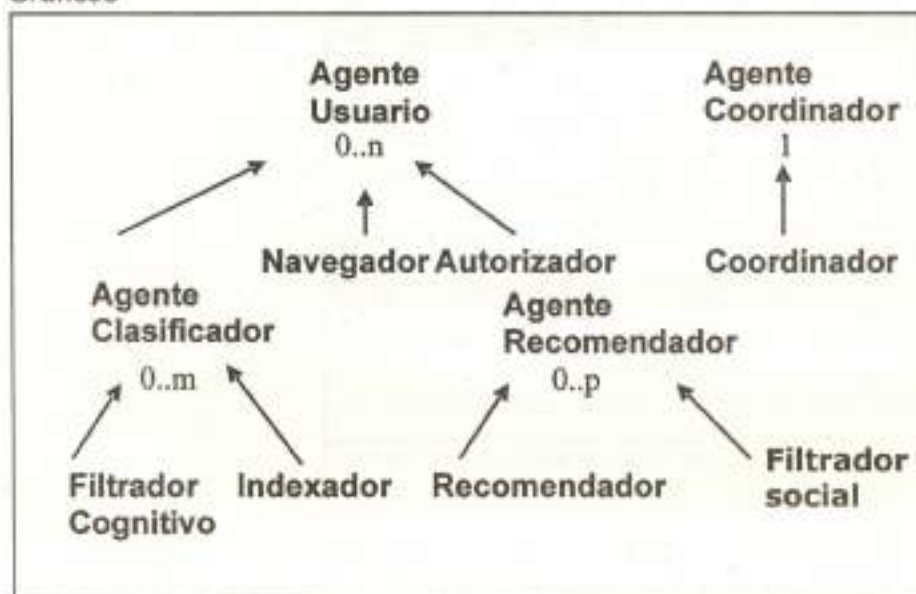 Agente
Usuario
0..n
Agente
Coordinador
1
Navegador
Autorizador
Coordinador
Agente
Clasificador
0..m
Agente
Recomendador
0..p
Filtrador
Cognitivo
Indexador
Recomendador
Filtrador
social